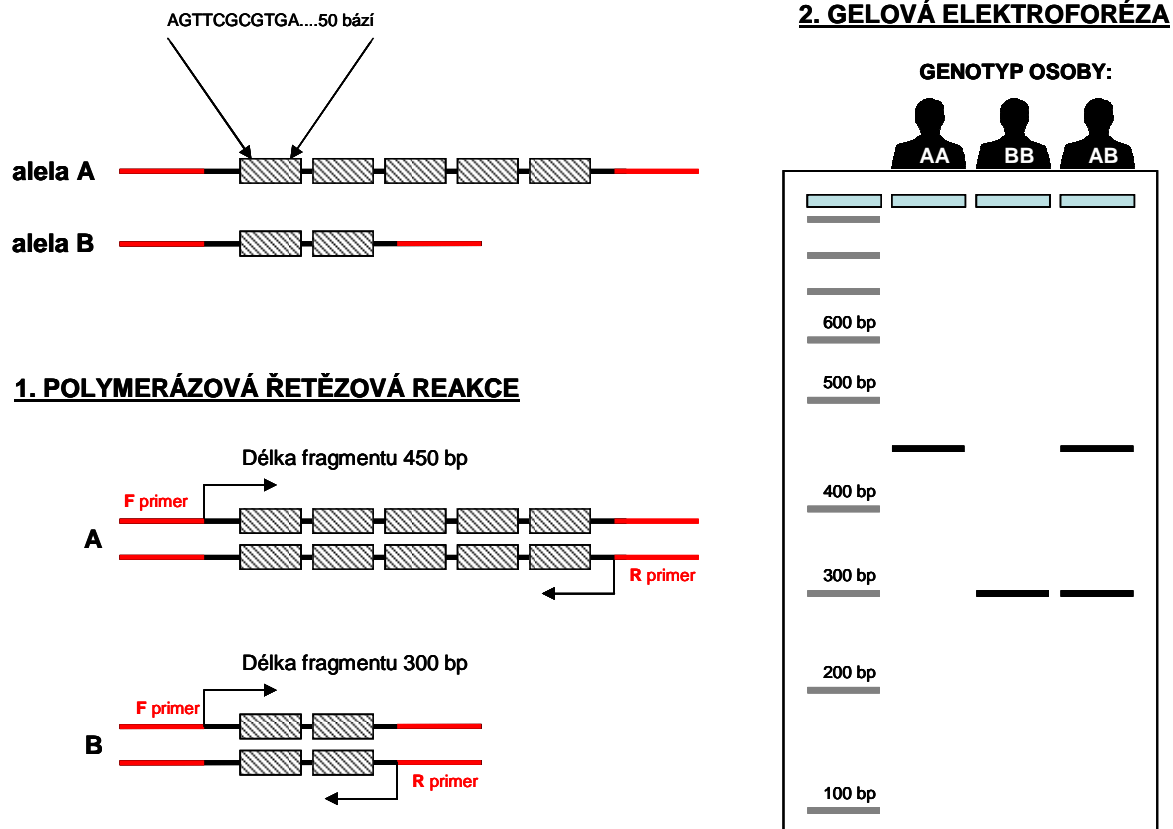 AGTTCGCGTGA....50 bází
alela A
alela B
1. POLYMERÁZOVÁ ŘETĚZOVÁ REAKCE
Délka fragmentu 450 bp
F primer
A
R primer
Délka fragmentu 300 bp
F primer
B
R primer
2. GELOVÁ ELEKTROFORÉZA
GENOTYP OSOBY:
AA BB AB
600 bp
500 bp
400 bp
300 bp
200 bp
100 bp